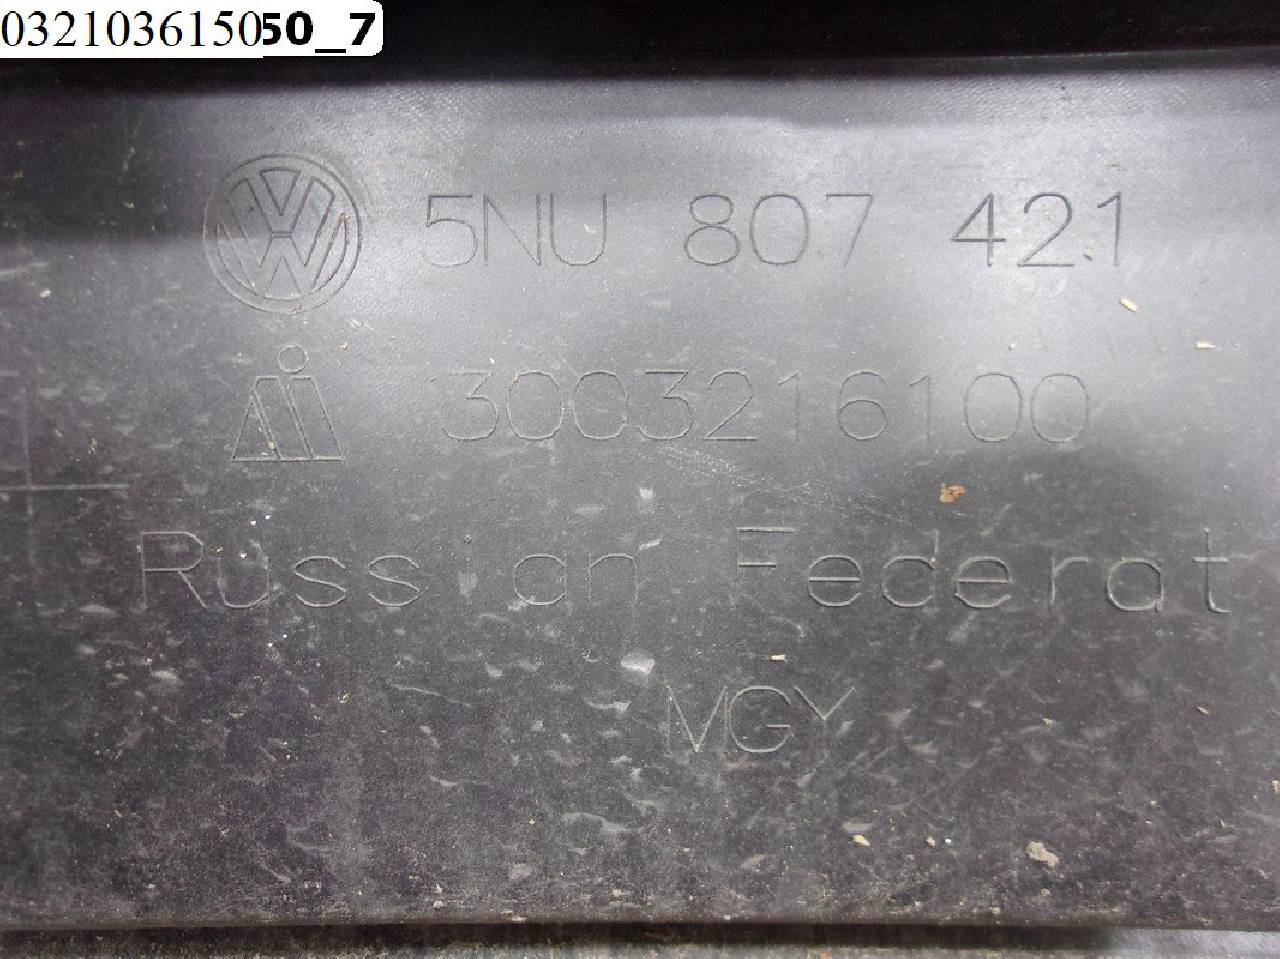 032103615050_7
5NU 807 421
3003216100
Russian Federat
MGY